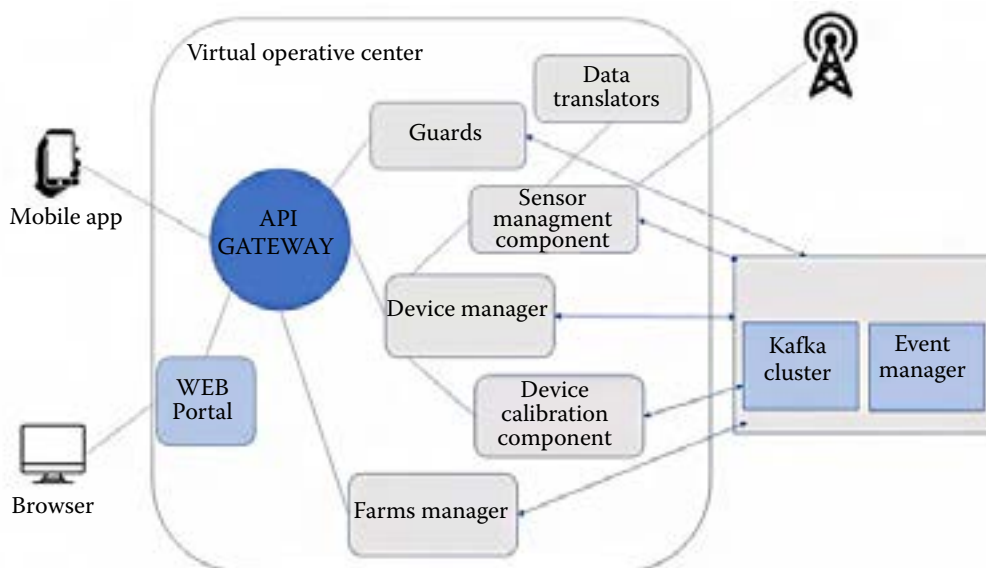 Virtual operative center
Data
translators
Guards
Mobile app
API
GATEWAY
Sensor
managment
component
Device manager
Kafka
cluster
Event
manager
WEB
Portal
Device
calibration
component
Browser
Farms manager